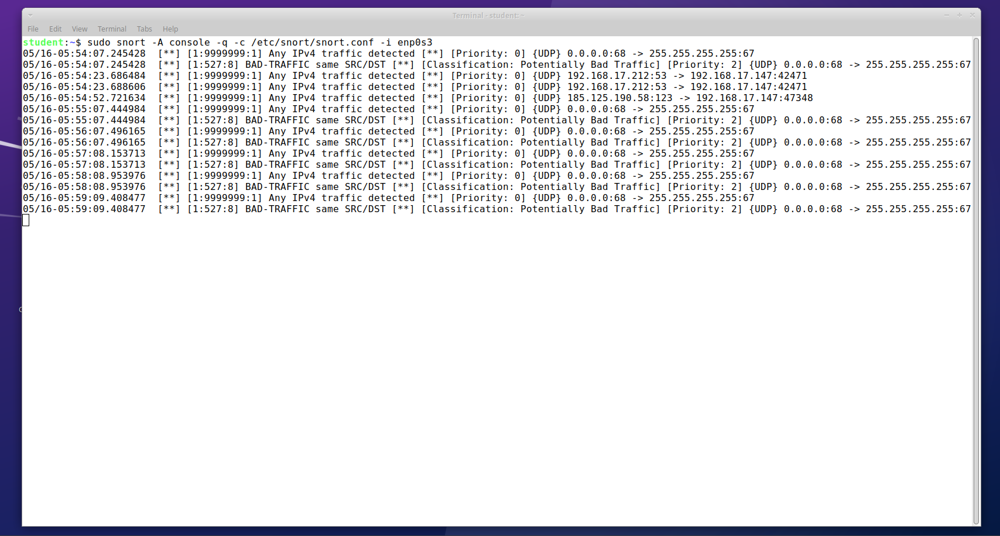 Terminal - student: ~
File Edit View Terminal Tabs Help
student:~$ sudo snort -A console -q -c /etc/snort/snort.conf -i enp0s3
05/16-05:54:07.245428  [**] [1:9999999:1] Any IPv4 traffic detected [**] [Priority: 0] {UDP} 0.0.0.0:68 -> 255.255.255.255:67
05/16-05:54:07.245428  [**] [1:527:8] BAD-TRAFFIC same SRC/DST [**] [Classification: Potentially Bad Traffic] [Priority: 2] {UDP} 0.0.0.0:68 -> 255.255.255.255:67
05/16-05:54:23.686484  [**] [1:9999999:1] Any IPv4 traffic detected [**] [Priority: 0] {UDP} 192.168.17.212:53 -> 192.168.17.147:42471
05/16-05:54:23.688606  [**] [1:9999999:1] Any IPv4 traffic detected [**] [Priority: 0] {UDP} 192.168.17.212:53 -> 192.168.17.147:42471
05/16-05:54:52.721634  [**] [1:9999999:1] Any IPv4 traffic detected [**] [Priority: 0] {UDP} 185.125.190.58:123 -> 192.168.17.147:47348
05/16-05:55:07.444984  [**] [1:9999999:1] Any IPv4 traffic detected [**] [Priority: 0] {UDP} 0.0.0.0:68 -> 255.255.255.255:67
05/16-05:55:07.444984  [**] [1:527:8] BAD-TRAFFIC same SRC/DST [**] [Classification: Potentially Bad Traffic] [Priority: 2] {UDP} 0.0.0.0:68 -> 255.255.255.255:67
05/16-05:56:07.496165  [**] [1:9999999:1] Any IPv4 traffic detected [**] [Priority: 0] {UDP} 0.0.0.0:68 -> 255.255.255.255:67
05/16-05:56:07.496165  [**] [1:527:8] BAD-TRAFFIC same SRC/DST [**] [Classification: Potentially Bad Traffic] [Priority: 2] {UDP} 0.0.0.0:68 -> 255.255.255.255:67
05/16-05:57:08.153713  [**] [1:9999999:1] Any IPv4 traffic detected [**] [Priority: 0] {UDP} 0.0.0.0:68 -> 255.255.255.255:67
05/16-05:57:08.153713  [**] [1:527:8] BAD-TRAFFIC same SRC/DST [**] [Classification: Potentially Bad Traffic] [Priority: 2] {UDP} 0.0.0.0:68 -> 255.255.255.255:67
05/16-05:58:08.953976  [**] [1:9999999:1] Any IPv4 traffic detected [**] [Priority: 0] {UDP} 0.0.0.0:68 -> 255.255.255.255:67
05/16-05:58:08.953976  [**] [1:527:8] BAD-TRAFFIC same SRC/DST [**] [Classification: Potentially Bad Traffic] [Priority: 2] {UDP} 0.0.0.0:68 -> 255.255.255.255:67
05/16-05:59:09.408477  [**] [1:9999999:1] Any IPv4 traffic detected [**] [Priority: 0] {UDP} 0.0.0.0:68 -> 255.255.255.255:67
05/16-05:59:09.408477  [**] [1:527:8] BAD-TRAFFIC same SRC/DST [**] [Classification: Potentially Bad Traffic] [Priority: 2] {UDP} 0.0.0.0:68 -> 255.255.255.255:67